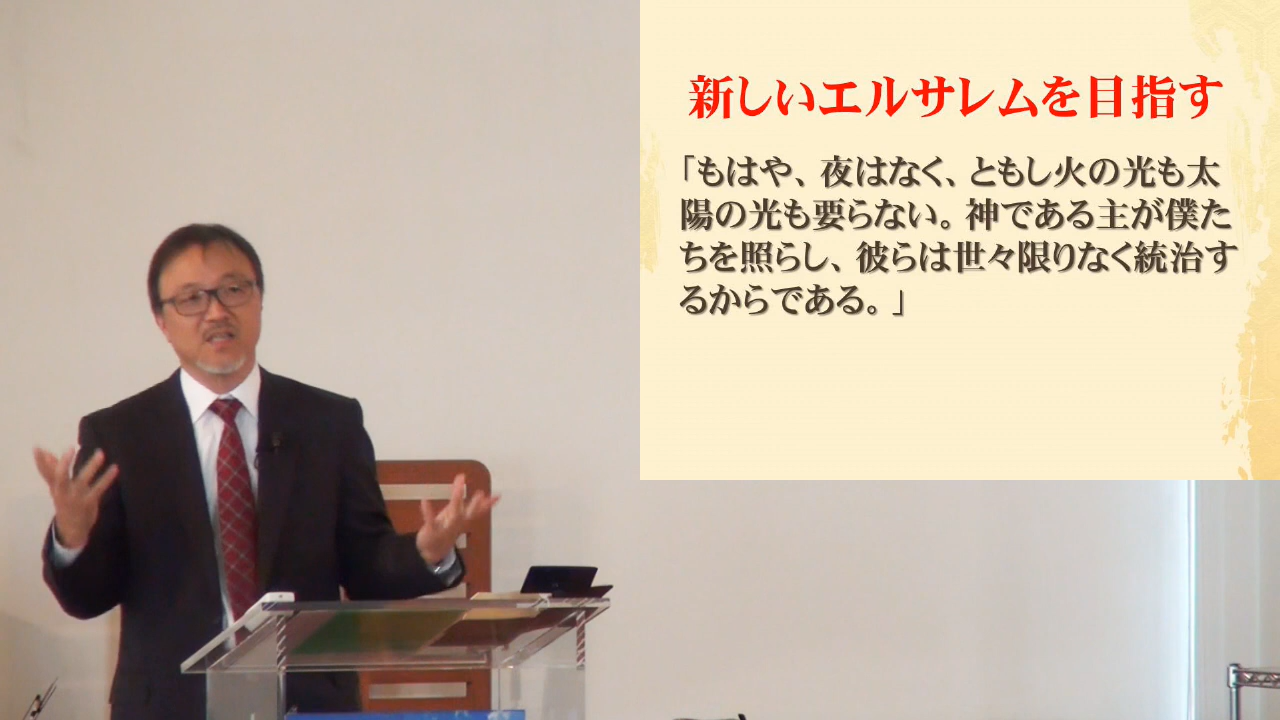 新しいエルサレムを目指す
「もはや、夜はなく、ともし火の光も太
陽の光も要らない。神である主が僕た
ちを照らし、彼らは世々限りなく統治す
るからである。」